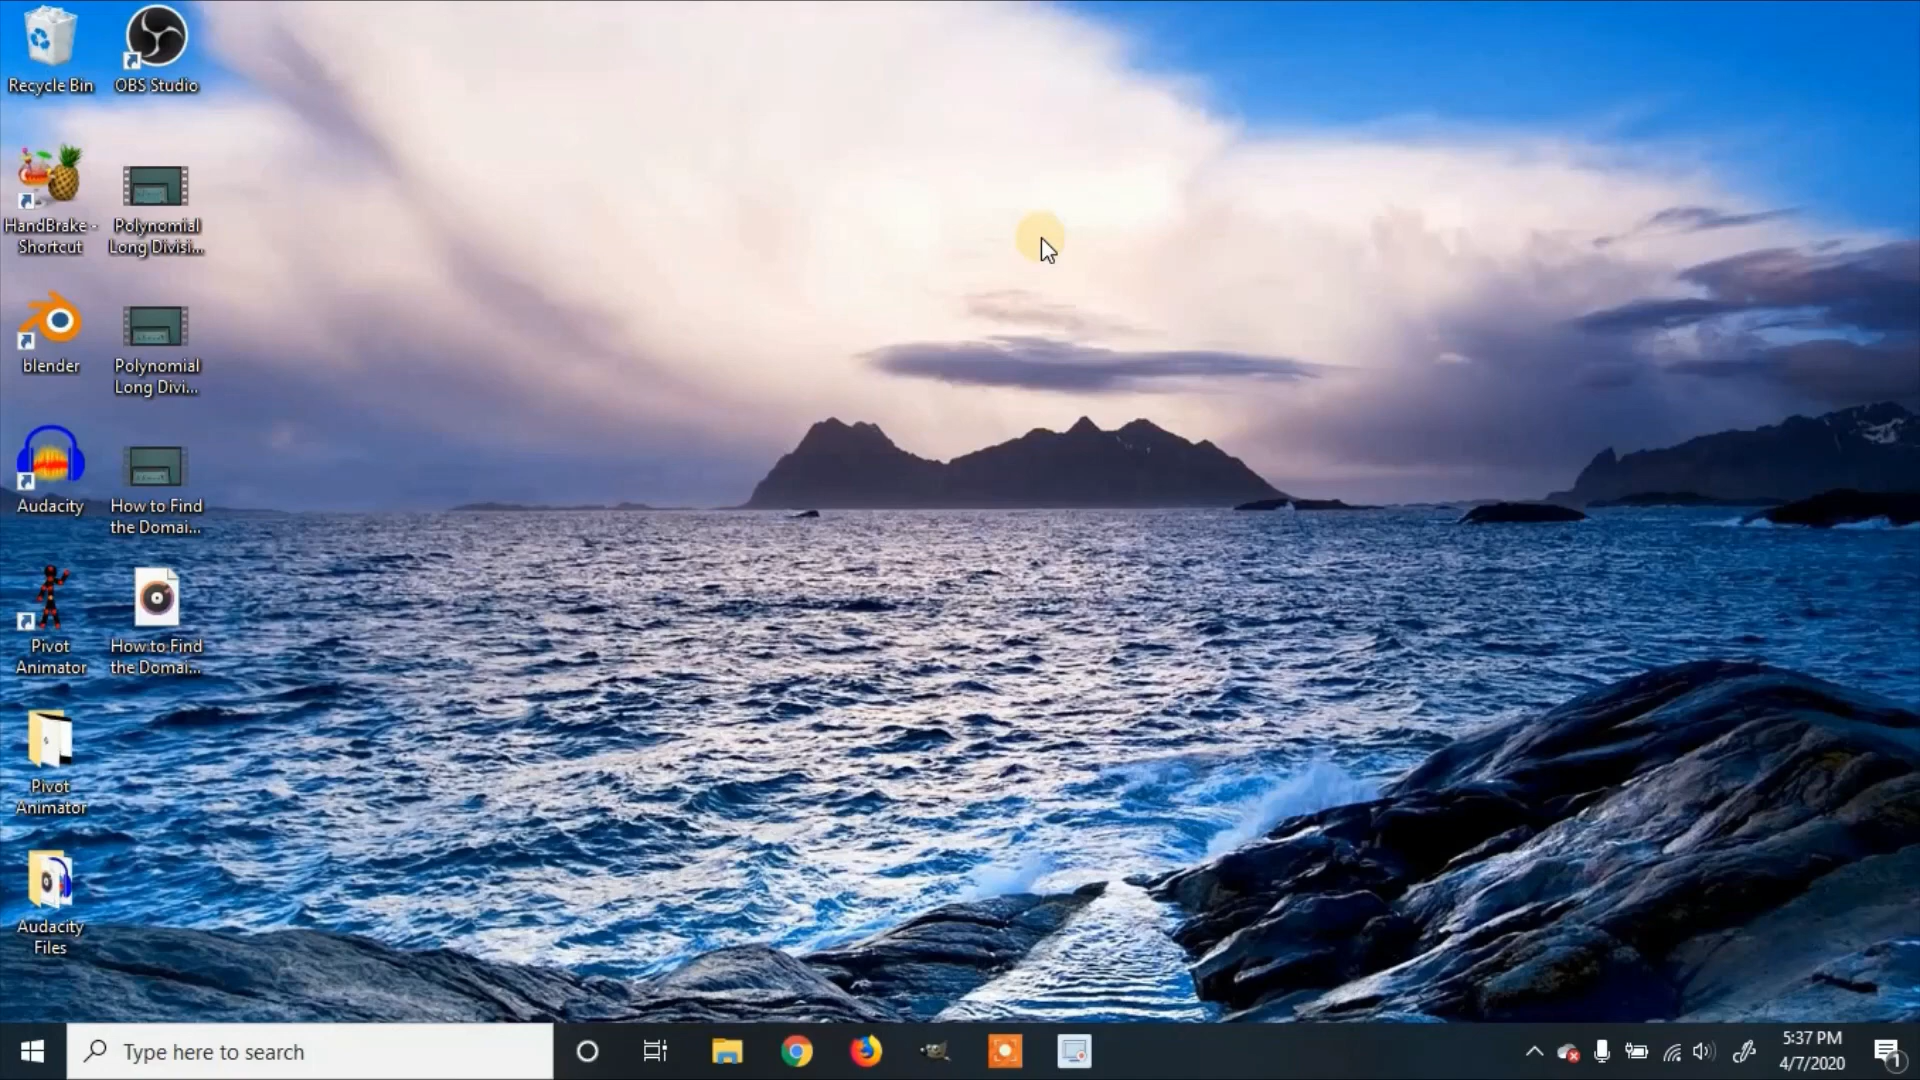 Recycle Bin
OBS Studio
HandBrake -
Shortcut
Polynomial
Long Divisi...
blender
Polynomial
Long Divi...
Audacity
How to Find
the Domai...
Pivot
Animator
How to Find
the Domai...
Pivot
Animator
Audacity
Files
Type here to search
5:37 PM
4/7/2020
1